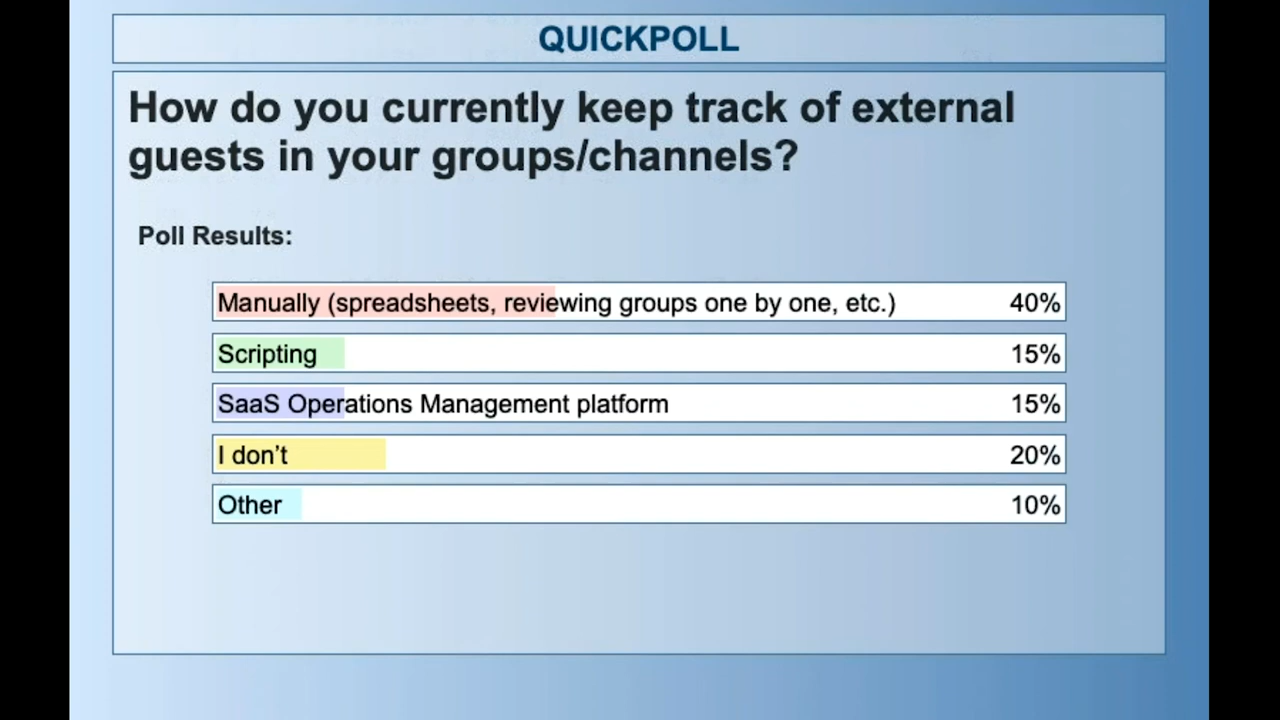 QUICKPOLL
How do you currently keep track of external
guests in your groups/channels?
Poll Results:
Manually (spreadsheets, reviewing groups one by one, etc.) 40%
Scripting 15%
SaaS Operations Management platform 15%
I don’t 20%
Other 10%